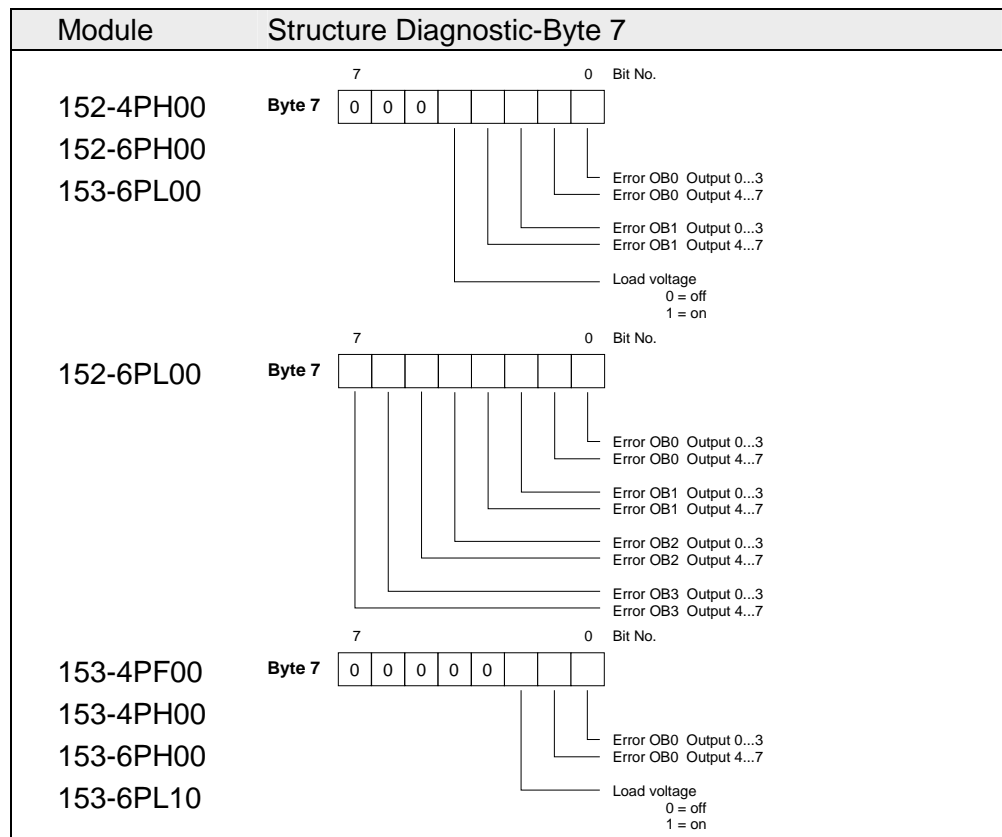 Module Structure Diagnostic-Byte 7
7 0 Bit No.
152-4PH00 Byte 7 0 0 0
152-6PH00
153-6PL00
Error OB0 Output 0...3
Error OB0 Output 4...7
Error OB1 Output 0...3
Error OB1 Output 4...7
Load voltage
0 = off
1 = on
7 0 Bit No.
152-6PL00 Byte 7
Error OB0 Output 0...3
Error OB0 Output 4...7
Error OB1 Output 0...3
Error OB1 Output 4...7
Error OB2 Output 0...3
Error OB2 Output 4...7
Error OB3 Output 0...3
Error OB3 Output 4...7
7 0 Bit No.
153-4PF00 Byte 7 0 0 0 0 0
153-4PH00
153-6PH00
153-6PL10
Error OB0 Output 0...3
Error OB0 Output 4...7
Load voltage
0 = off
1 = on